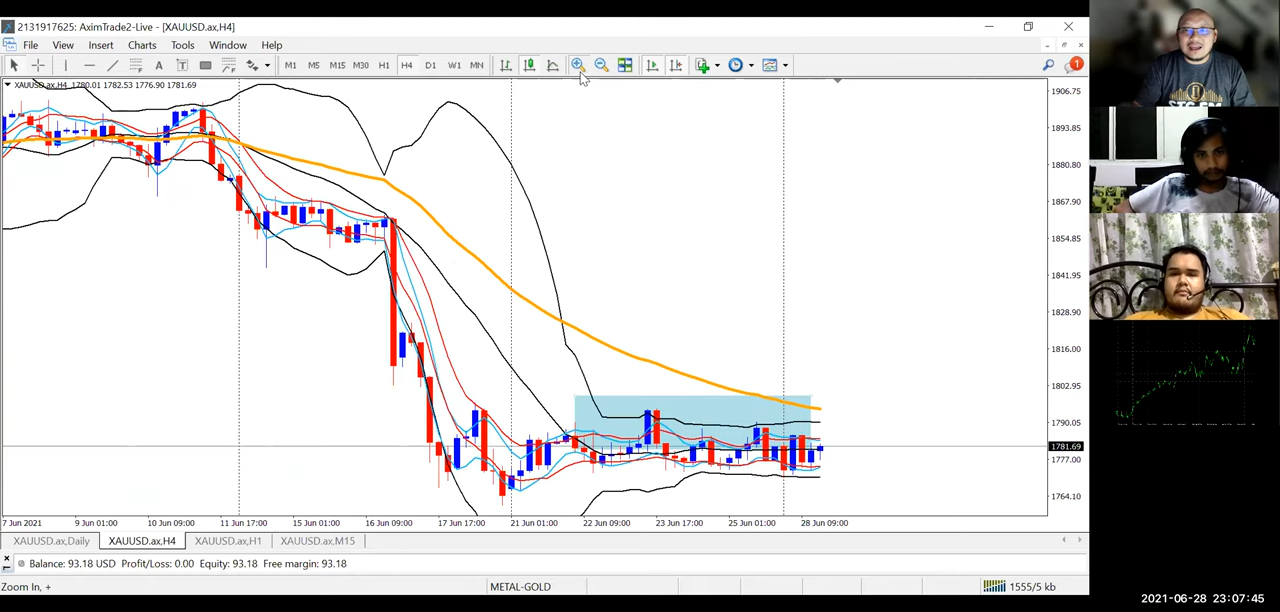 2131917625: AximTrade2-Live - [XAUUSD.ax,H4]
File View Insert Charts Tools Window Help
A T M1 M5 M15 M30 H1 H4 D1 W1 MN 1
XAUUSD.ax,H4 1780.01 1782.53 1776.90 1781.69
1906.75
1893.85
1880.80
1867.90
1854.85
1841.95
1828.90
1816.00
1802.95
1790.05
1781.69
1777.00
1764.10
7 Jun 2021 9 Jun 01:00 10 Jun 09:00 11 Jun 17:00 15 Jun 01:00 16 Jun 09:00 17 Jun 17:00 21 Jun 01:00 22 Jun 09:00 23 Jun 17:00 25 Jun 01:00 28 Jun 09:00
XAUUSD.ax,Daily XAUUSD.ax,H4 XAUUSD.ax,H1 XAUUSD.ax,M15
Balance: 93.18 USD Profit/Loss: 0.00 Equity: 93.18 Free margin: 93.18
Zoom In, + METAL-GOLD 1555/5 kb
2021-06-28 23:07:45